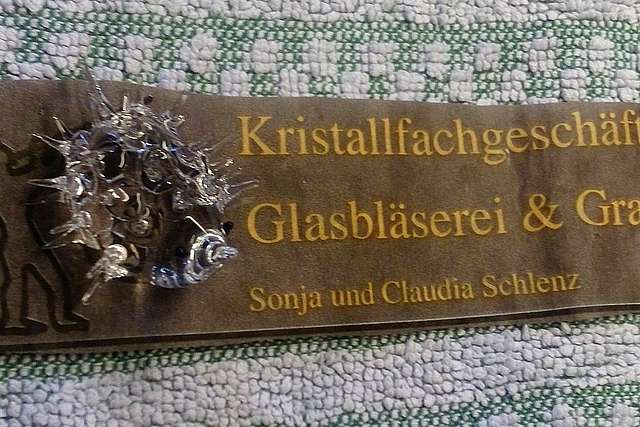 Kristallfachgeschäft
Glasbläserei & Gra
Sonja und Claudia Schlenz